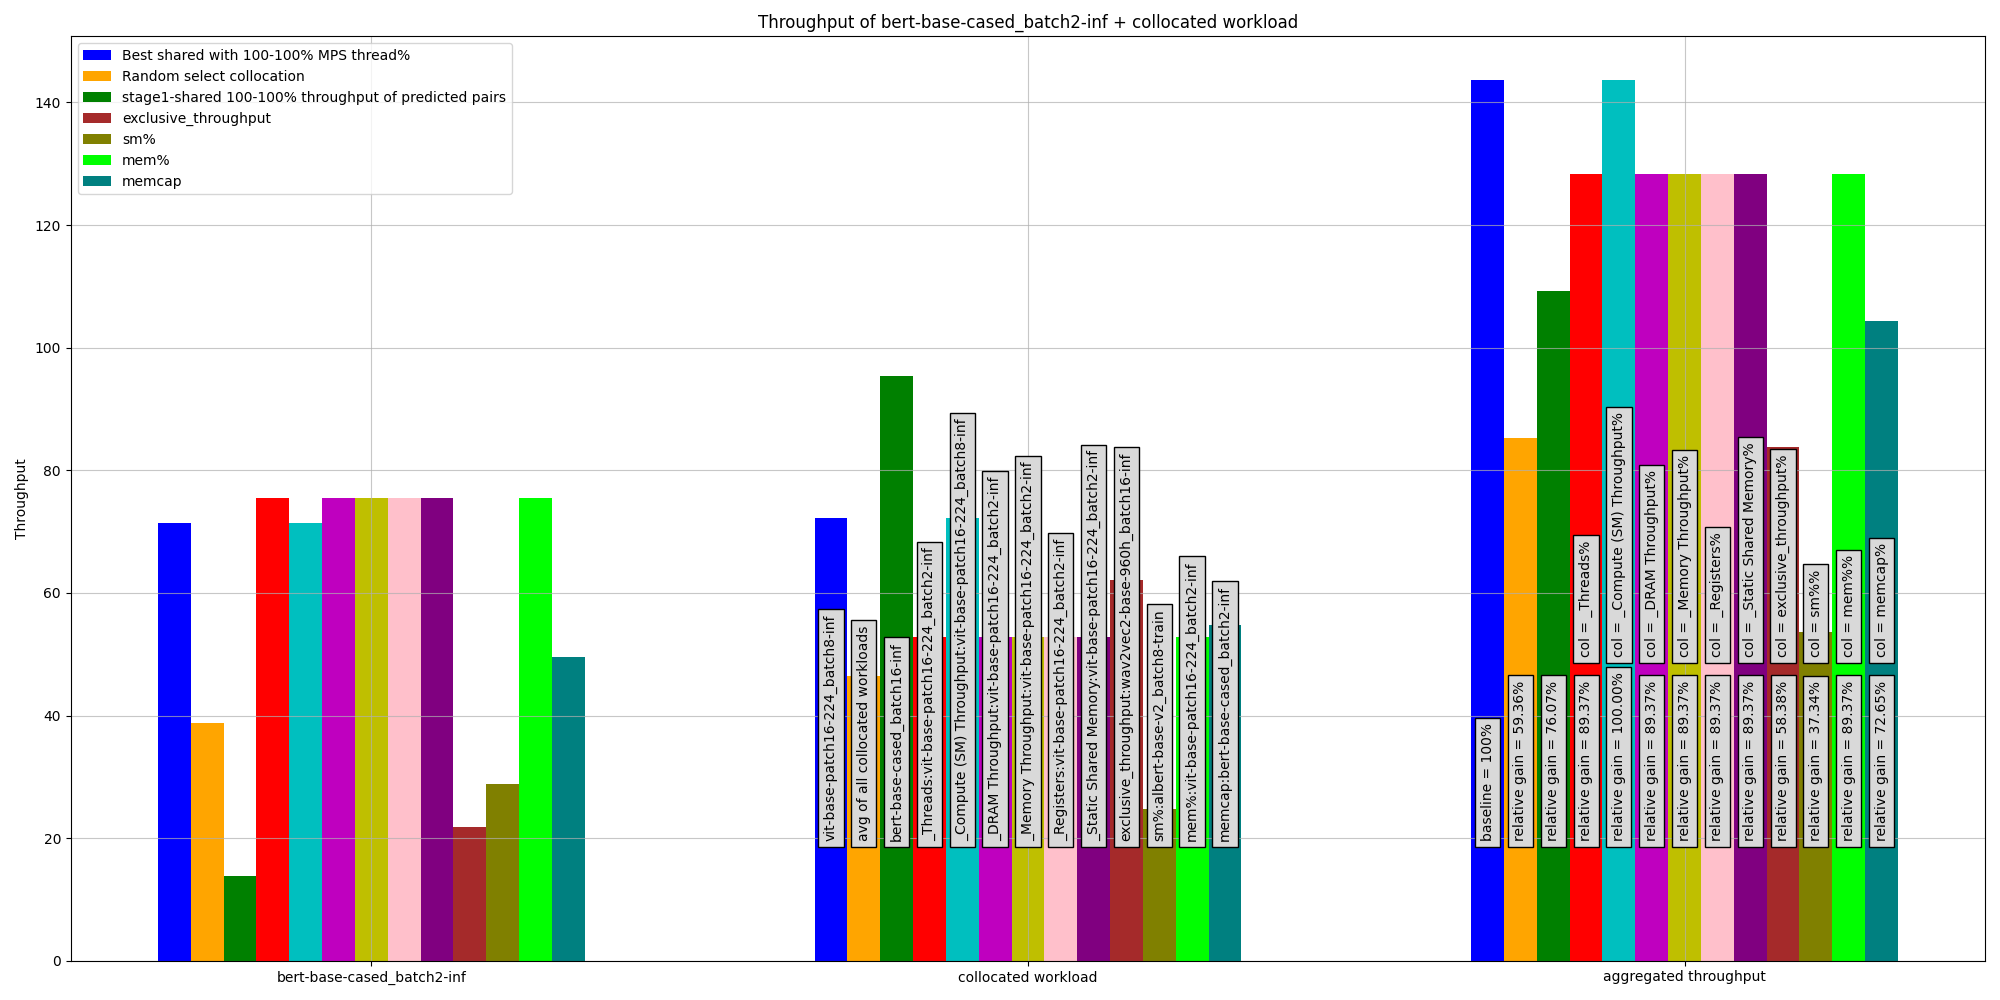 Throughput of bert-base-cased_batch2-inf + collocated workload
Best shared with 100-100% MPS thread%
Random select collocation
stage1-shared 100-100% throughput of predicted pairs
exclusive_throughput
sm%
mem%
memcap
Throughput
140
120
100
80
60
40
20
0
vit-base-patch16-224_batch8-inf
avg of all collocated workloads
bert-base-cased_batch16-inf
_Threads:vit-base-patch16-224_batch2-inf
_Compute (SM) Throughput:vit-base-patch16-224_batch8-inf
_DRAM Throughput:vit-base-patch16-224_batch2-inf
_Memory Throughput:vit-base-patch16-224_batch2-inf
_Registers:vit-base-patch16-224_batch2-inf
_Static Shared Memory:vit-base-patch16-224_batch2-inf
exclusive_throughput:wav2vec2-base-960h_batch16-inf
sm%:albert-base-v2_batch8-train
mem%:vit-base-patch16-224_batch2-inf
memcap:bert-base-cased_batch2-inf
col = _Threads%
col = _Compute (SM) Throughput%
col = _DRAM Throughput%
col = _Memory Throughput%
col = _Registers%
col = _Static Shared Memory%
col = exclusive_throughput%
col = sm%%
col = mem%%
col = memcap%
baseline = 100%
relative gain = 59.36%
relative gain = 76.07%
relative gain = 89.37%
relative gain = 100.00%
relative gain = 89.37%
relative gain = 89.37%
relative gain = 89.37%
relative gain = 89.37%
relative gain = 58.38%
relative gain = 37.34%
relative gain = 89.37%
relative gain = 72.65%
bert-base-cased_batch2-inf
collocated workload
aggregated throughput